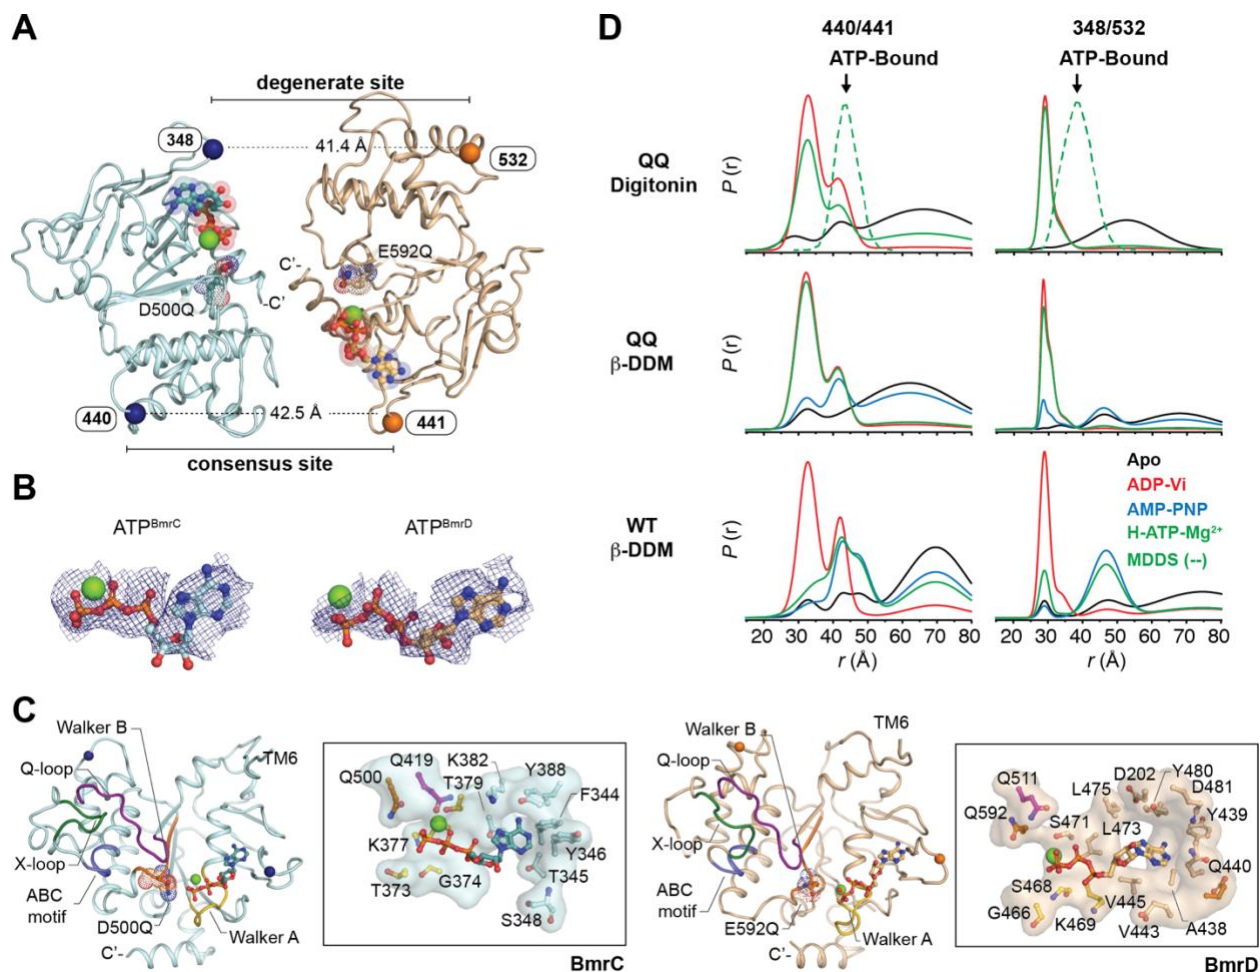 A
degenerate site
348
41.4 Å
532
E592Q
C'-
D500Q
-C'
440
42.5 Å
441
consensus site
B
ATP^BmrC
ATP^BmrD
C
Walker B
Q-loop
TM6
X-loop
ABC
motif
D500Q
C'-
Walker A
Q419
K382
Q500
T379
Y388
F344
K377
Y346
T373
G374
T345
S348
BmrC
Walker B
Q-loop
TM6
X-loop
ABC
motif
E592Q
C'-
Walker A
D202
Q511
L475
Y480
D481
Q592
S471
L473
Y439
Q440
S468
V445
G466
K469
V443
A438
BmrD
D
440/441
348/532
ATP-Bound
ATP-Bound
QQ
Digitonin
P(r)
QQ
β-DDM
P(r)
WT
β-DDM
P(r)
Apo
ADP-Vi
AMP-PNP
H-ATP-Mg²⁺
MDDS (--)
20 30 40 50 60 70 80
20 30 40 50 60 70 80
r (Å)
r (Å)